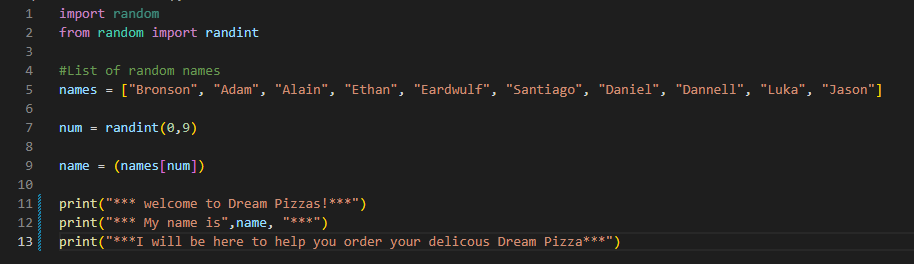 1 import random
2 from random import randint
3
4 #List of random names
5 names = ["Bronson", "Adam", "Alain", "Ethan", "Eardwulf", "Santiago", "Daniel", "Dannell", "Luka", "Jason"]
6
7 num = randint(0,9)
8
9 name = (names[num])
10
11 print("*** welcome to Dream Pizzas!***")
12 print("*** My name is",name, "***")
13 print("***I will be here to help you order your delicous Dream Pizza***")